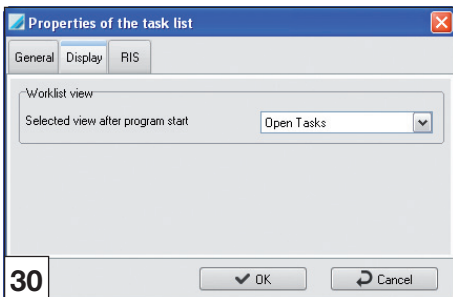 Properties of the task list
General Display RIS
Worklist view
Selected view after program start Open Tasks
30 OK Cancel